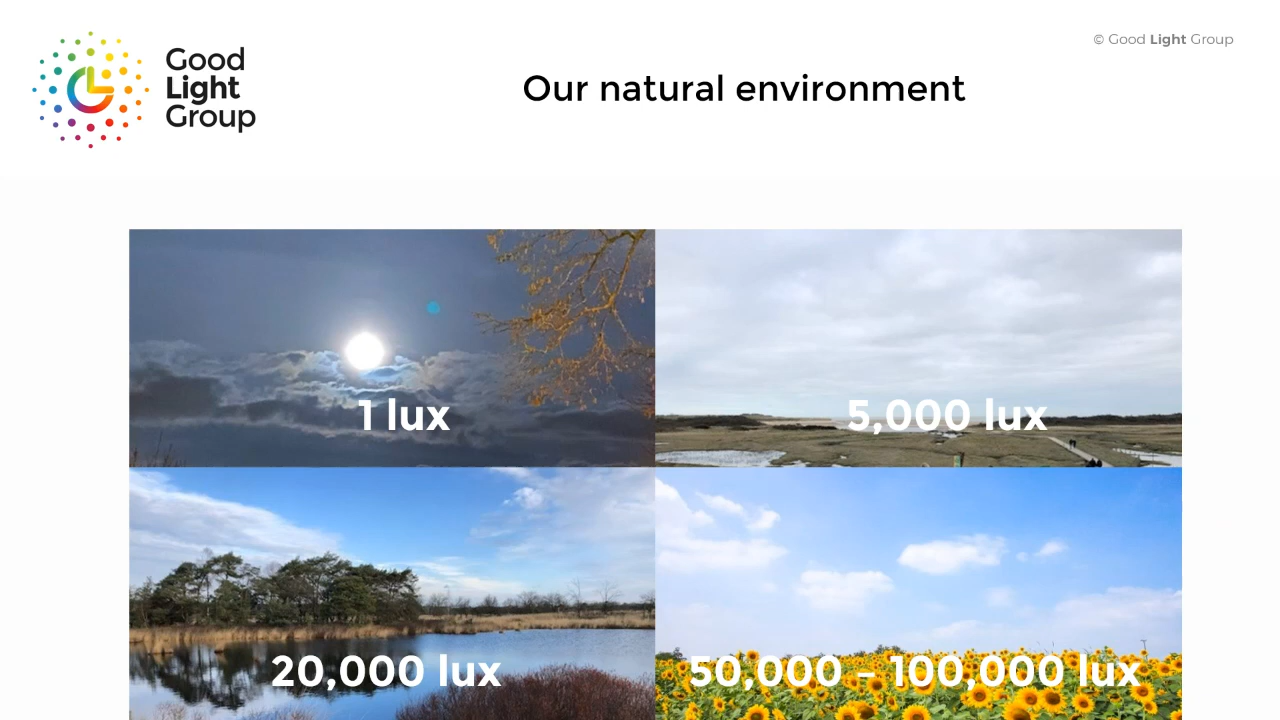 © Good Light Group
Good
Light
Group
Our natural environment
1 lux
5,000 lux
20,000 lux
50,000 – 100,000 lux